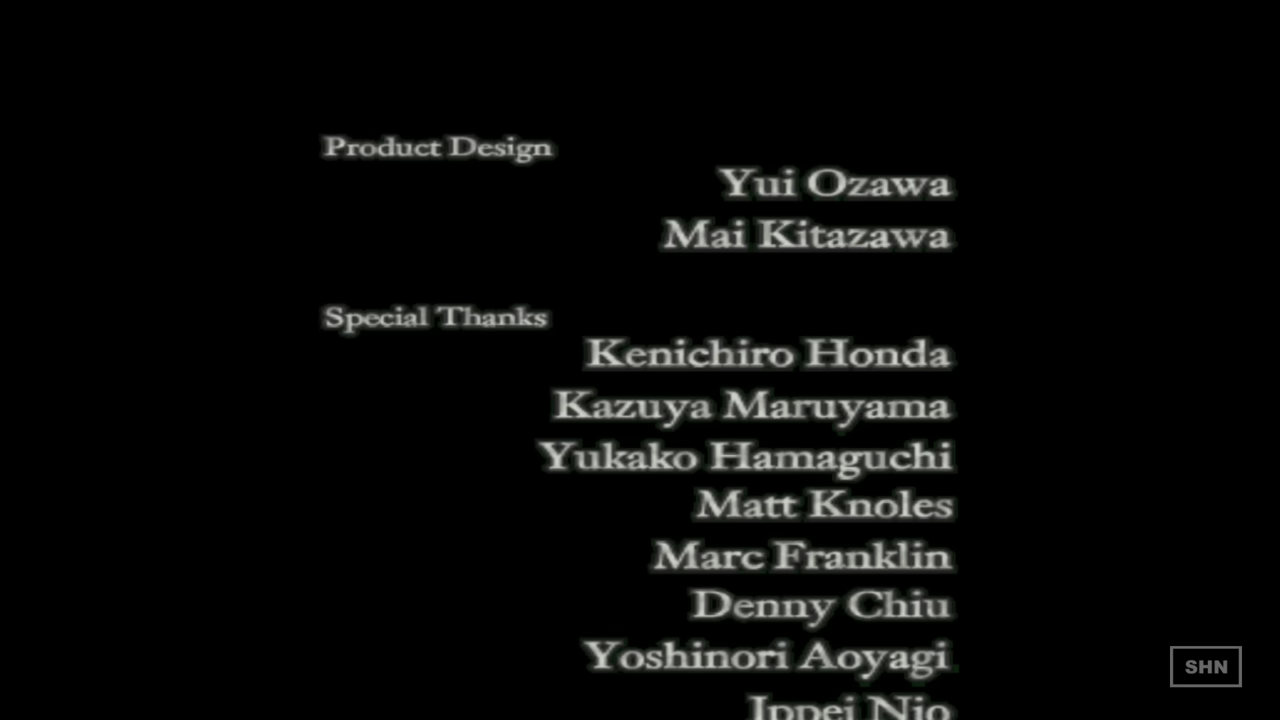 Product Design
Yui Ozawa
Mai Kitazawa
Special Thanks
Kenichiro Honda
Kazuya Maruyama
Yukako Hamaguchi
Matt Knoles
Marc Franklin
Denny Chiu
Yoshinori Aoyagi
Ippei Nio
SHN